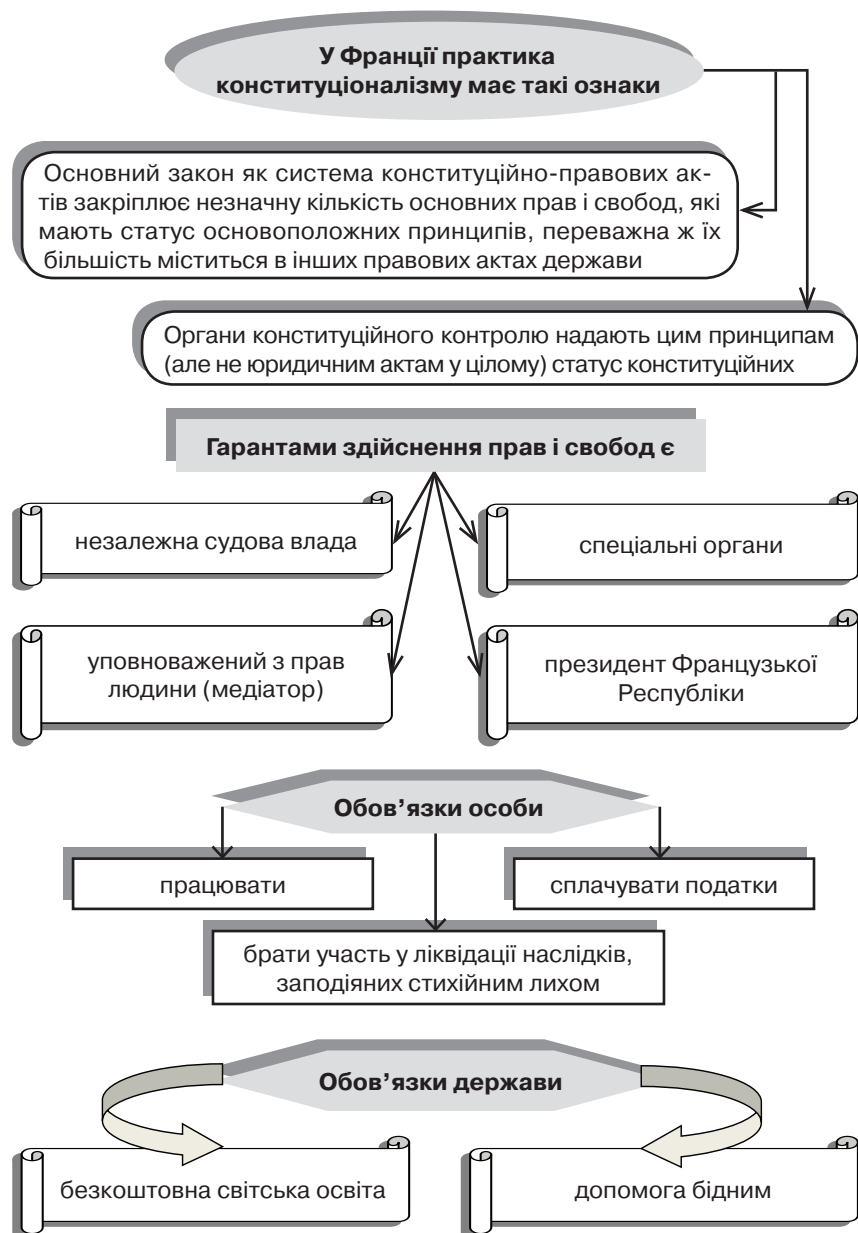 У Франції практика
конституціоналізму має такі ознаки
Основний закон як система конституційно-правових ак-
тів закріплює незначну кількість основних прав і свобод, які
мають статус основоположних принципів, переважна ж їх
більшість міститься в інших правових актах держави
Органи конституційного контролю надають цим принципам
(але не юридичним актам у цілому) статус конституційних
Гарантами здійснення прав і свобод є
незалежна судова влада
спеціальні органи
уповноважений з прав
людини (медіатор)
президент Французької
Республіки
Обов’язки особи
працювати
сплачувати податки
брати участь у ліквідації наслідків,
заподіяних стихійним лихом
Обов’язки держави
безкоштовна світська освіта
допомога бідним